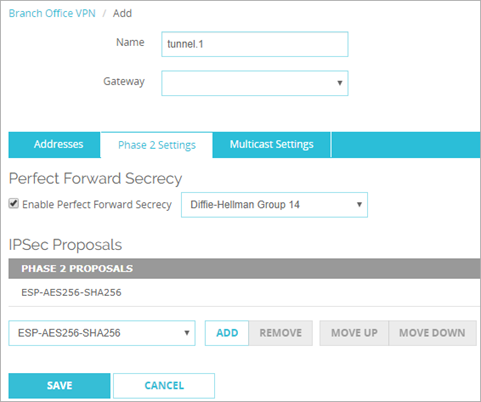 Branch Office VPN / Add
Name tunnel.1
Gateway
Addresses Phase 2 Settings Multicast Settings
Perfect Forward Secrecy
Enable Perfect Forward Secrecy Diffie-Hellman Group 14
IPSec Proposals
PHASE 2 PROPOSALS
ESP-AES256-SHA256
ESP-AES256-SHA256 ADD REMOVE MOVE UP MOVE DOWN
SAVE CANCEL